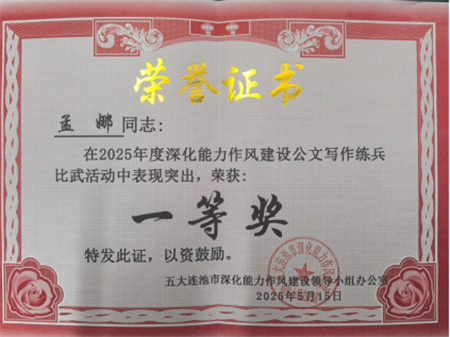 荣誉证书
孟娜同志:
在2025年度深化能力作风建设公文写作练兵
比武活动中表现突出，荣获:
一等奖
特发此证，以资鼓励。
五大连池市深化能力作风建设领导小组办公室
2025年5月15日